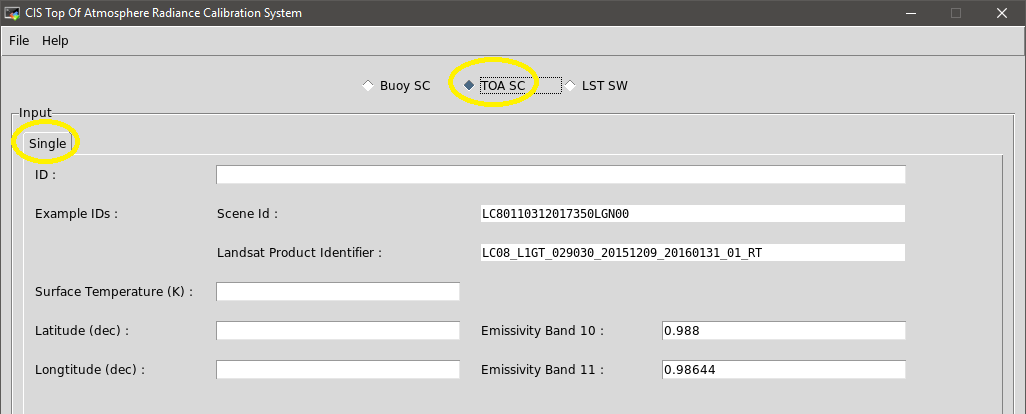 CIS Top Of Atmosphere Radiance Calibration System
File Help
Buoy SC TOA SC LST SW
Input
Single
ID :
Example IDs : Scene Id : LC80110312017350LGN00
Landsat Product Identifier : LC08_L1GT_029030_20151209_20160131_01_RT
Surface Temperature (K) :
Latitude (dec) : Emissivity Band 10 : 0.988
Longtitude (dec) : Emissivity Band 11 : 0.98644